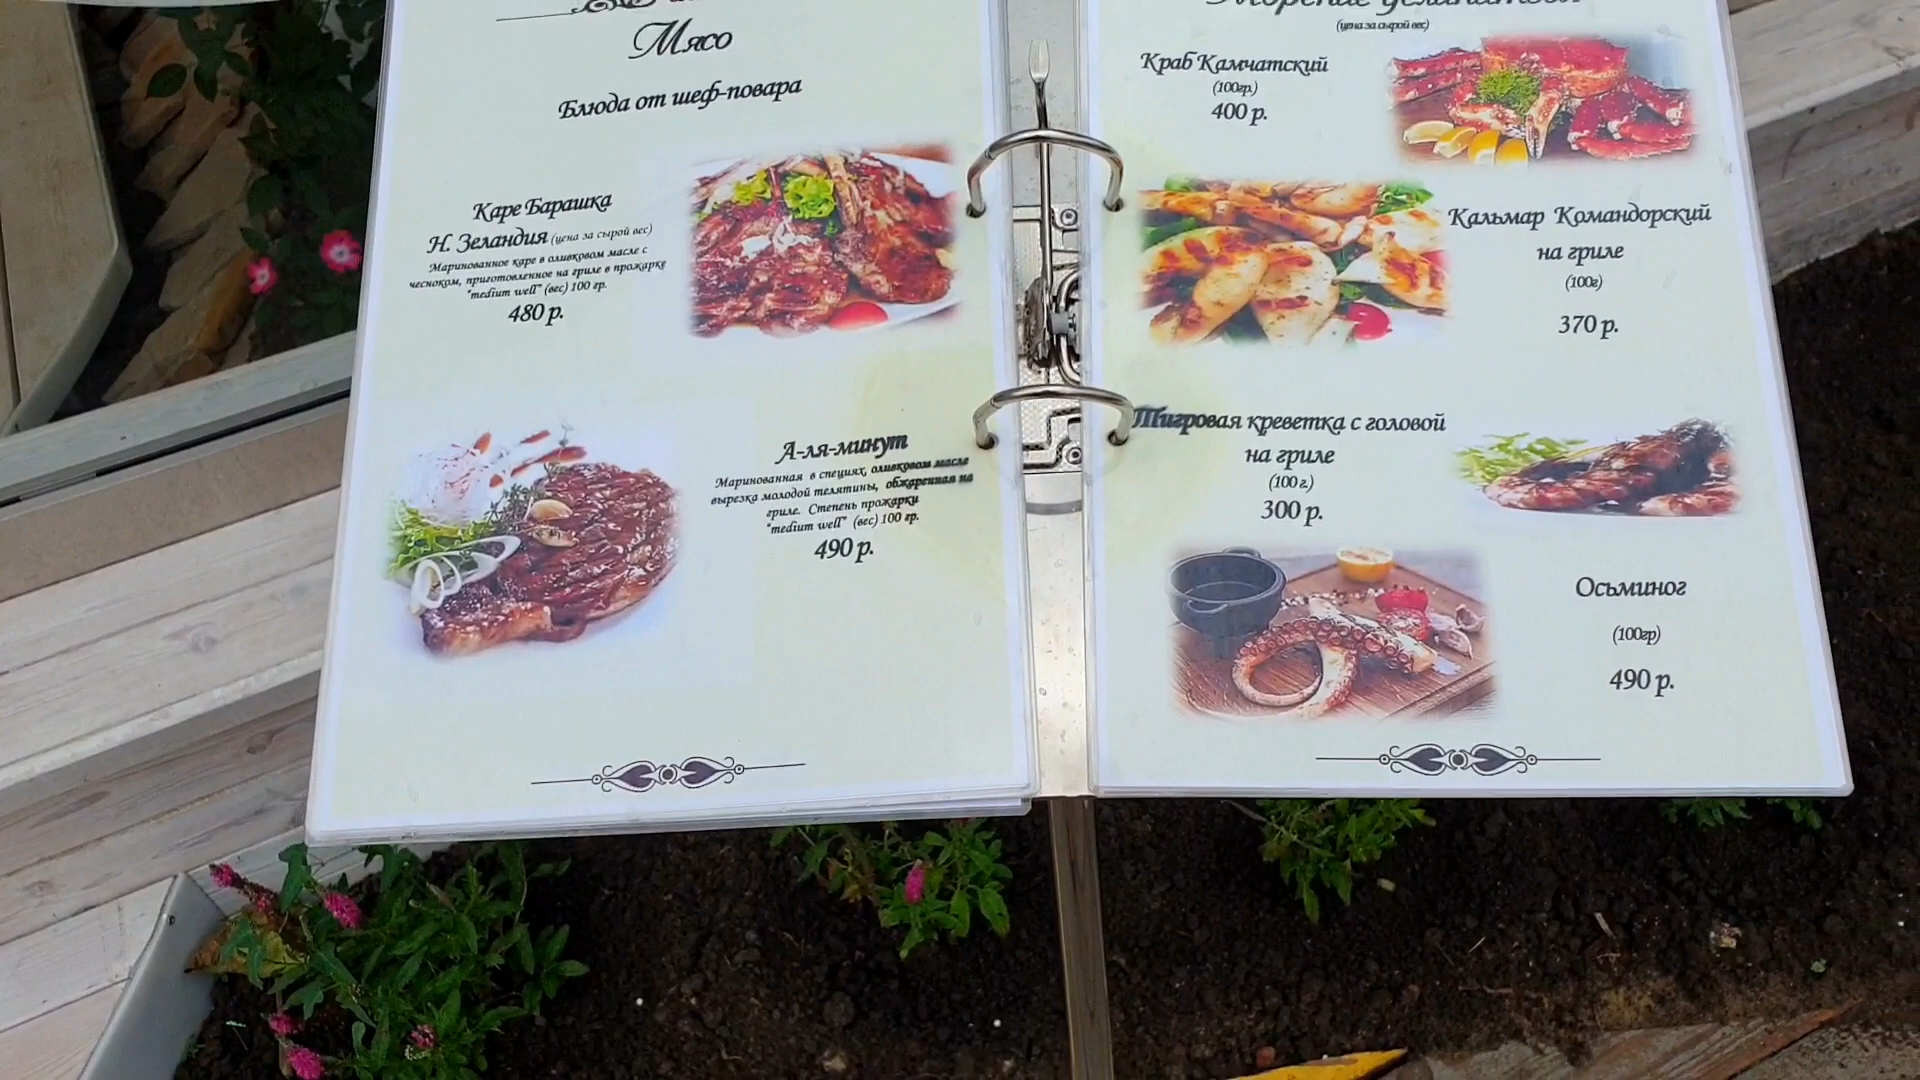 Мясо
Блюда от шеф-повара
Каре Барашка
Н. Зеландия (цена за сырой вес)
Маринованное каре в оливковом масле с
чесноком, приготовленное на гриле в прожарке
"medium well" (вес) 100 гр.
480 р.
А-ля-минут
Маринованная в специях, оливковом масле
вырезка молодой телятины, обжаренная на
гриле. Степень прожарки
"medium well" (вес) 100 гр.
490 р.
Морские деликатесы
(цена за сырой вес)
Краб Камчатский
(100гр.)
400 р.
Кальмар Командорский
на гриле
(100г)
370 р.
Тигровая креветка с головой
на гриле
(100 г.)
300 р.
Осьминог
(100гр)
490 р.